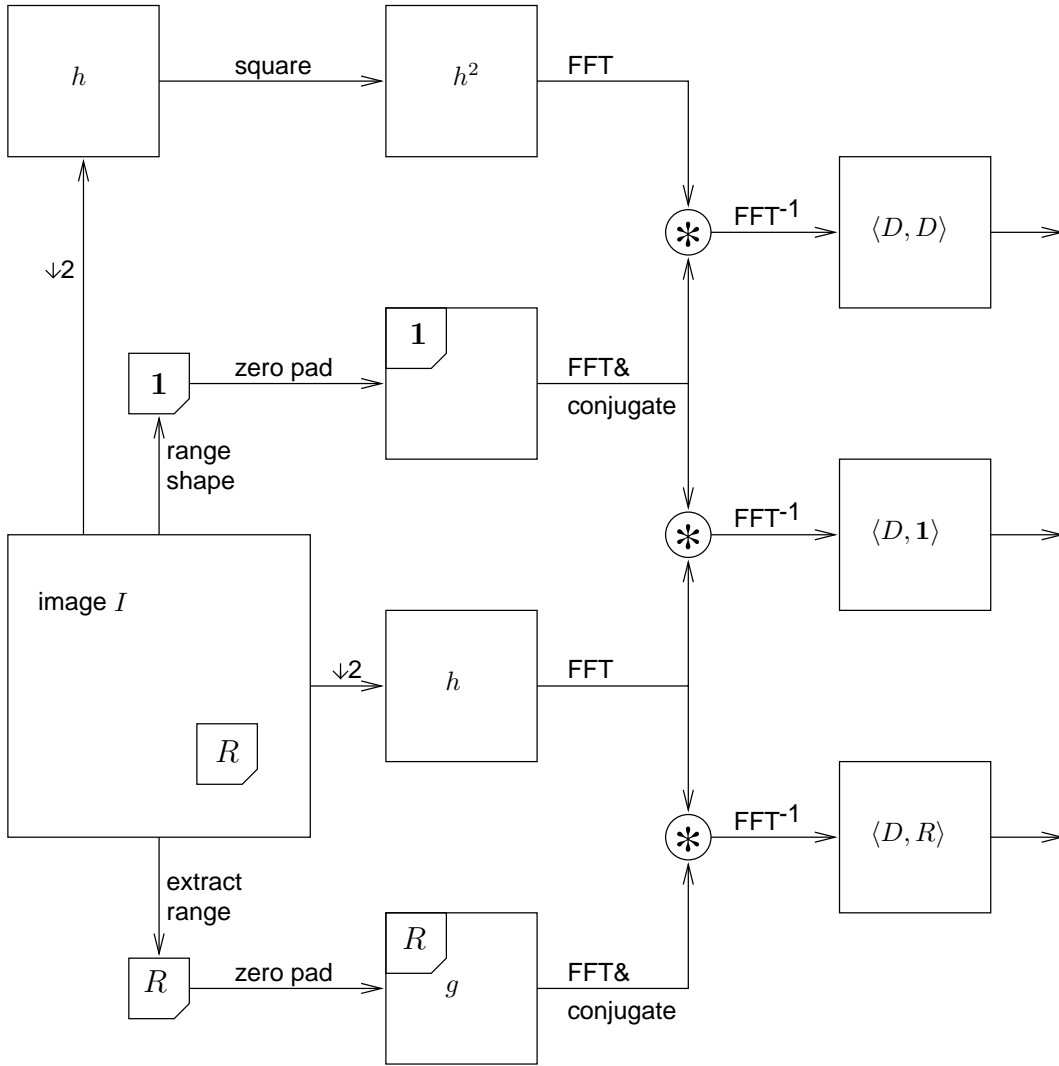 h
square
h²
FFT
FFT⁻¹
⟨D, D⟩
↓2
1
1
zero pad
FFT&
conjugate
range
shape
FFT⁻¹
⟨D, 1⟩
image I
↓2
h
FFT
R
FFT⁻¹
⟨D, R⟩
extract
range
R
zero pad
R
g
FFT&
conjugate